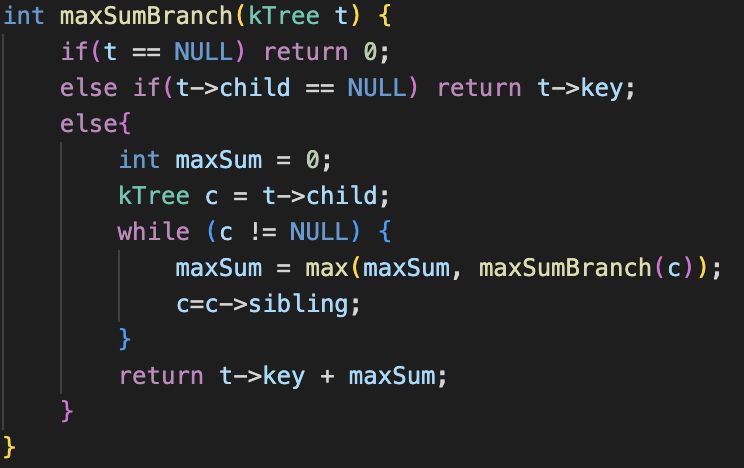 int maxSumBranch(kTree t) {
    if(t == NULL) return 0;
    else if(t->child == NULL) return t->key;
    else{
        int maxSum = 0;
        kTree c = t->child;
        while (c != NULL) {
            maxSum = max(maxSum, maxSumBranch(c));
            c=c->sibling;
        }
        return t->key + maxSum;
    }
}